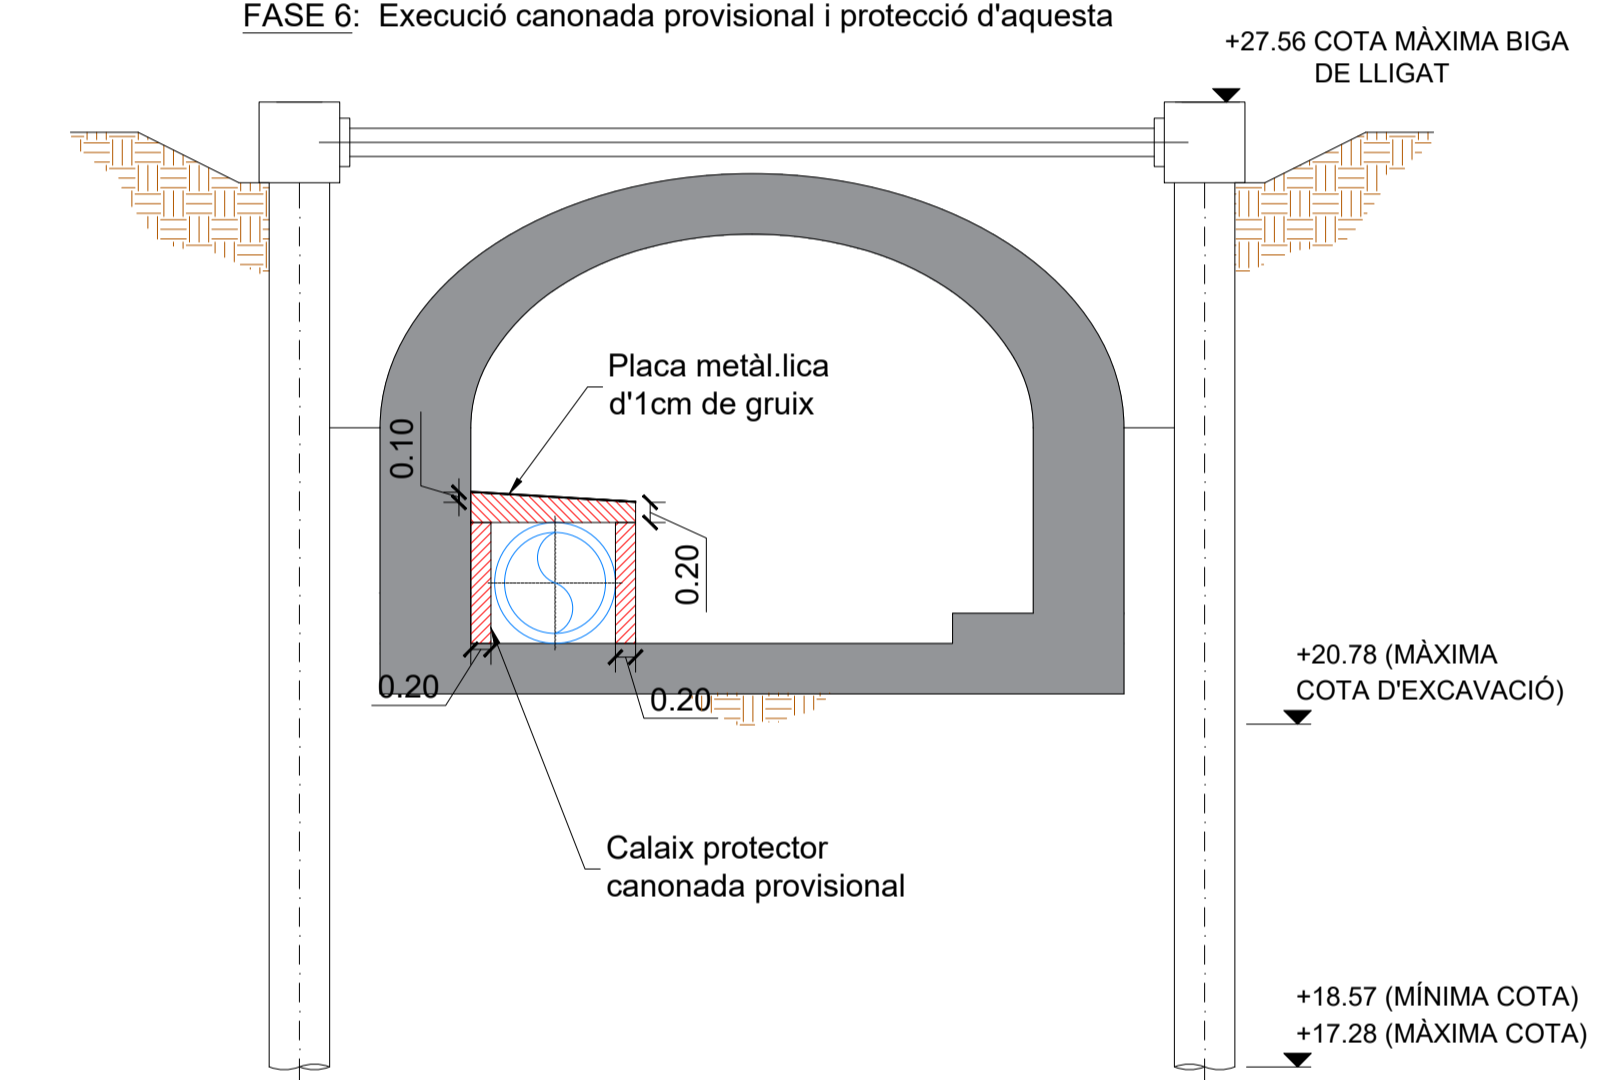 FASE 6: Execució canonada provisional i protecció d'aquesta
+27.56 COTA MÀXIMA BIGA
DE LLIGAT
Placa metàl.lica
d'1cm de gruix
0.10
0.20
0.20
0.20
+20.78 (MÀXIMA
COTA D'EXCAVACIÓ)
Calaix protector
canonada provisional
+18.57 (MÍNIMA COTA)
+17.28 (MÀXIMA COTA)